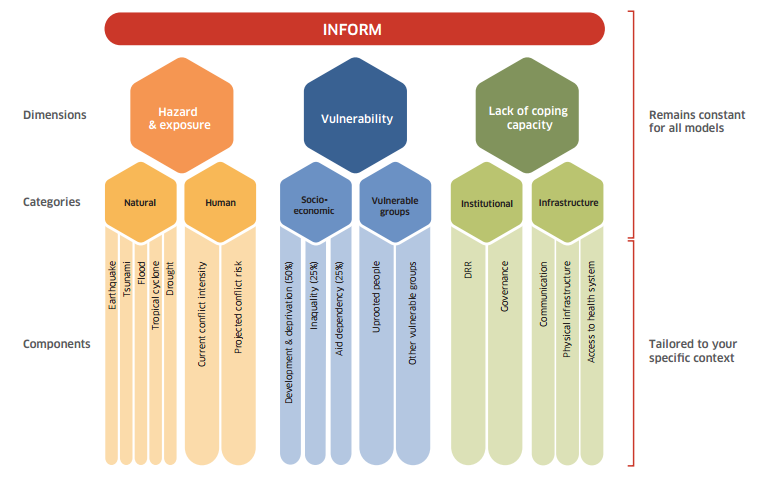 INFORM
Dimensions
Hazard
& exposure
Vulnerability
Lack of coping
capacity
Remains constant
for all models
Categories
Natural
Human
Socio-
economic
Vulnerable
groups
Institutional
Infrastructure
Components
Earthquake
Tsunami
Flood
Tropical cyclone
Drought
Current conflict intensity
Projected conflict risk
Development & deprivation (50%)
Inaquality (25%)
Aid dependency (25%)
Uprooted people
Other vulnerable groups
DRR
Governance
Communication
Physical infrastructure
Access to health system
Tailored to your
specific context